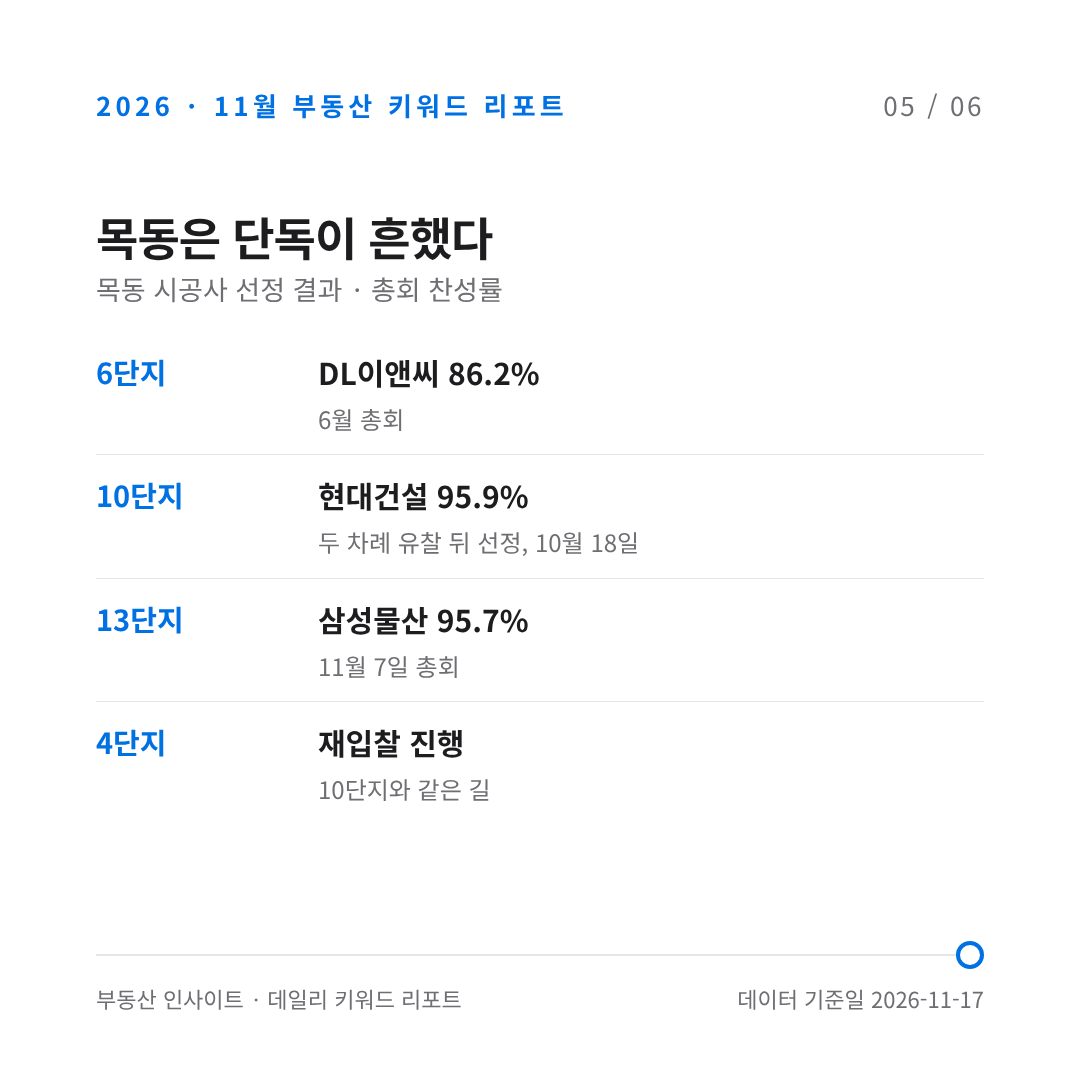 2026 · 11월 부동산 키워드 리포트
05 / 06
목동은 단독이 흔했다
목동 시공사 선정 결과 · 총회 찬성률
6단지
DL이앤씨 86.2%
6월 총회
10단지
현대건설 95.9%
두 차례 유찰 뒤 선정, 10월 18일
13단지
삼성물산 95.7%
11월 7일 총회
4단지
재입찰 진행
10단지와 같은 길
부동산 인사이트 · 데일리 키워드 리포트
데이터 기준일 2026-11-17